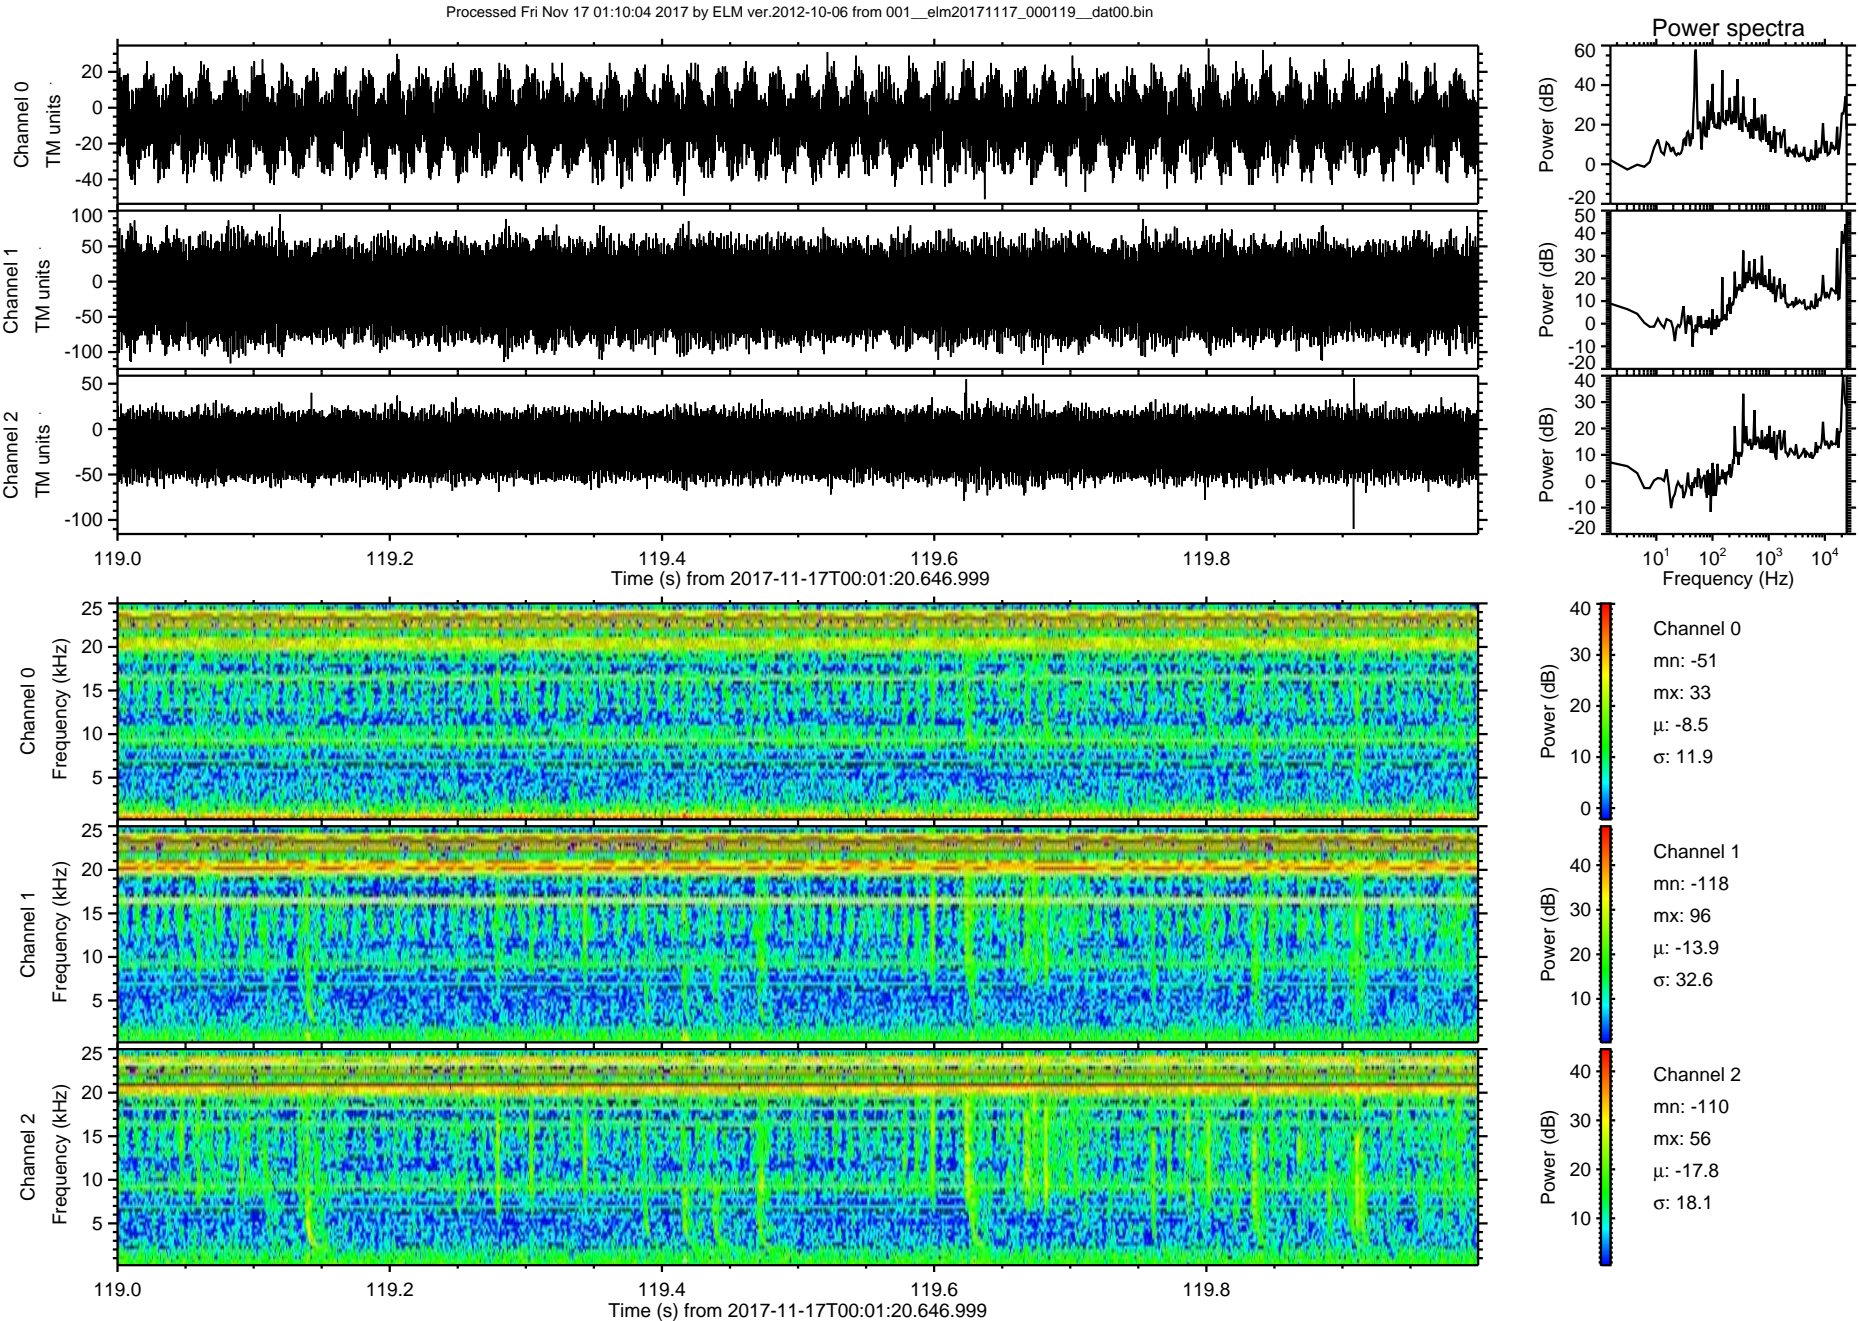 Processed Fri Nov 17 01:10:04 2017 by ELM ver.2012-10-06 from 001__elm20171117_000119__dat00.bin
Power spectra
Channel 0
TM units
20
0
-20
-40
Power (dB)
60
40
20
0
-20
Channel 1
TM units
100
50
0
-50
-100
Power (dB)
50
40
30
20
10
0
-10
-20
Channel 2
TM units
50
0
-50
-100
Power (dB)
40
30
20
10
0
-10
-20
119.0 119.2 119.4 119.6 119.8
Time (s) from 2017-11-17T00:01:20.646.999
10¹ 10² 10³ 10⁴
Frequency (Hz)
Channel 0
Frequency (kHz)
25
20
15
10
5
Power (dB)
40
30
20
10
0
Channel 0
mn: -51
mx: 33
μ: -8.5
σ: 11.9
Channel 1
Frequency (kHz)
25
20
15
10
5
Power (dB)
40
30
20
10
Channel 1
mn: -118
mx: 96
μ: -13.9
σ: 32.6
Channel 2
Frequency (kHz)
25
20
15
10
5
Power (dB)
40
30
20
10
Channel 2
mn: -110
mx: 56
μ: -17.8
σ: 18.1
119.0 119.2 119.4 119.6 119.8
Time (s) from 2017-11-17T00:01:20.646.999